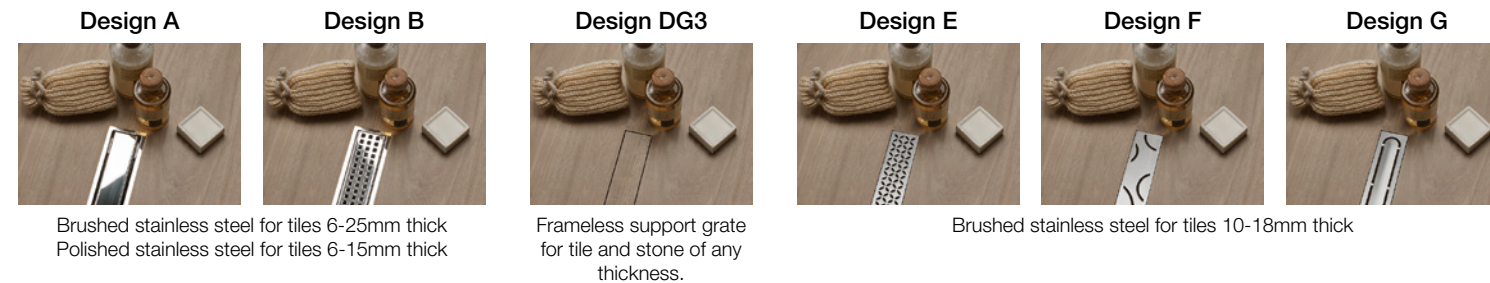 Design A
Design B
Design DG3
Design E
Design F
Design G
Brushed stainless steel for tiles 6-25mm thick
Polished stainless steel for tiles 6-15mm thick
Frameless support grate
for tile and stone of any
thickness.
Brushed stainless steel for tiles 10-18mm thick